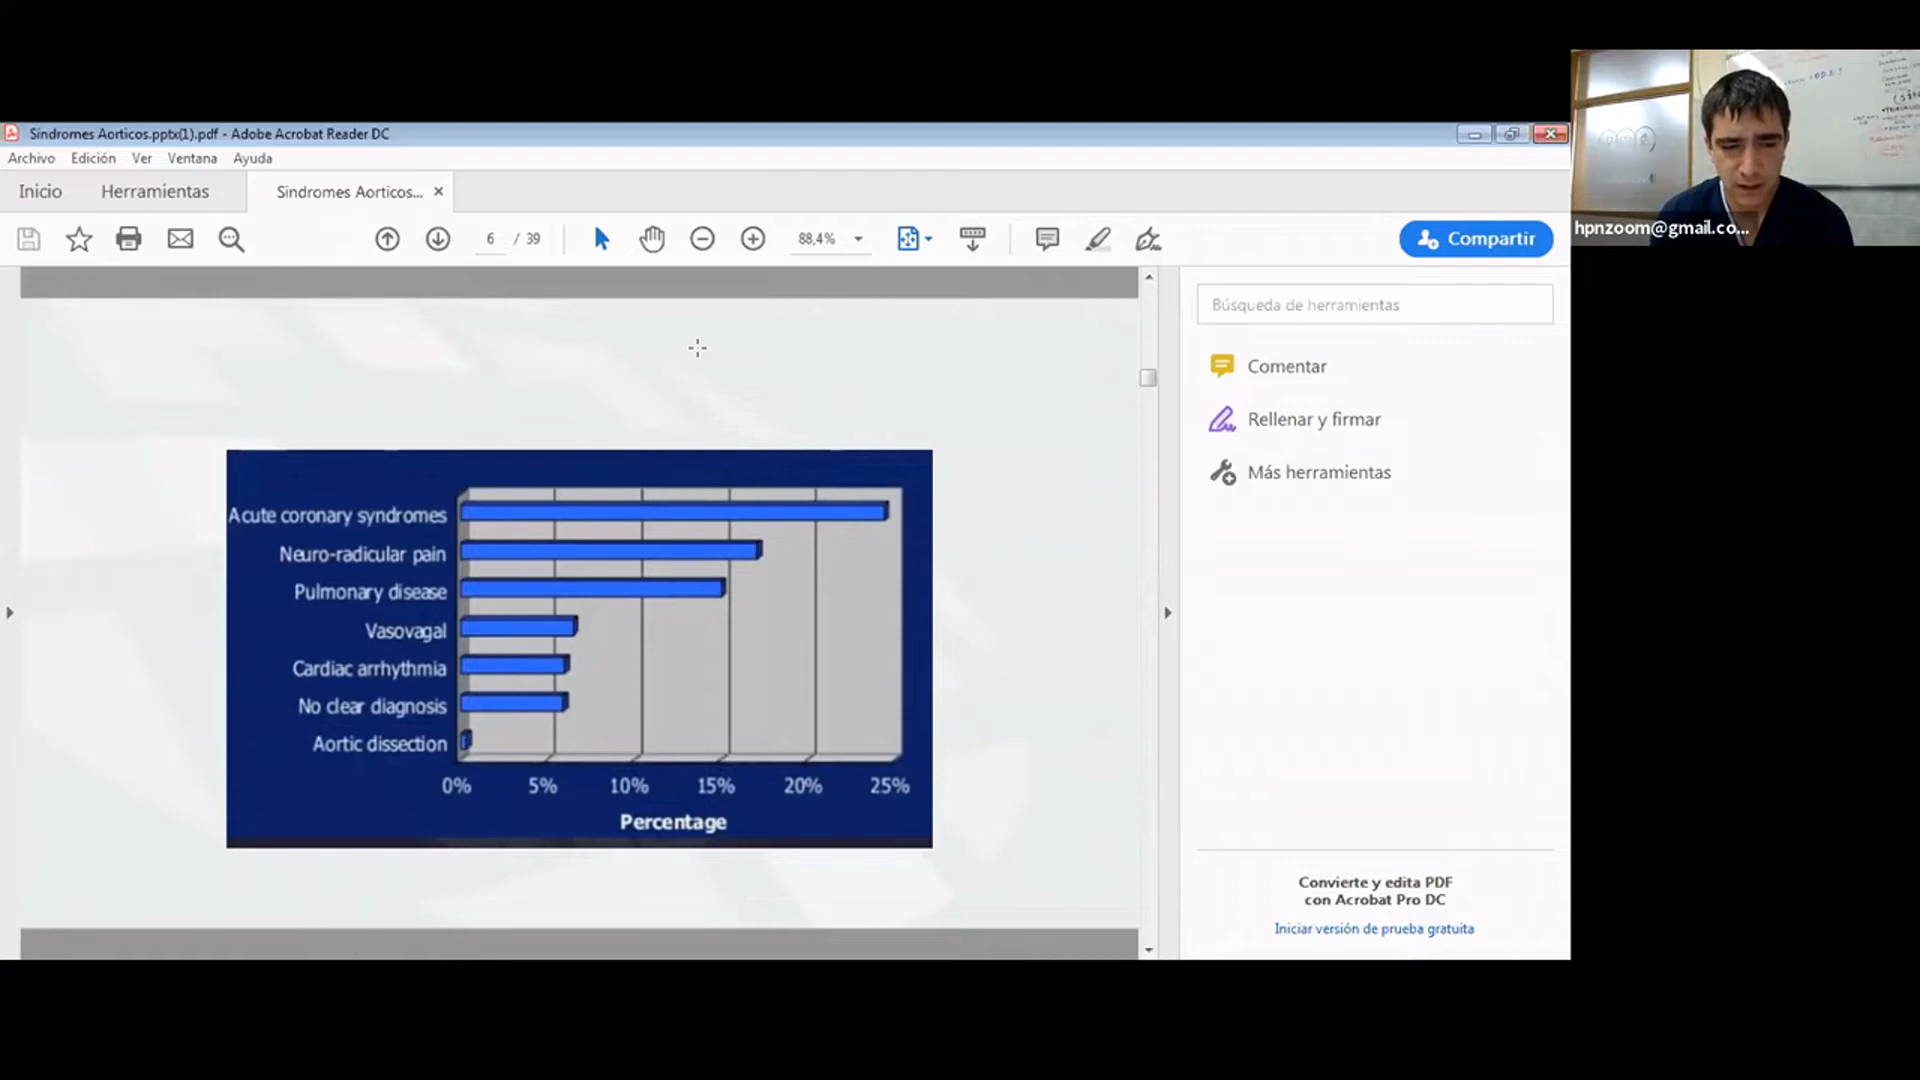 Sindromes Aorticos.pptx(1).pdf - Adobe Acrobat Reader DC
Archivo Edición Ver Ventana Ayuda
Inicio Herramientas Sindromes Aorticos...
6 / 39 88,4% Compartir
hpnzoom@gmail.co...
Búsqueda de herramientas
Comentar
Rellenar y firmar
Más herramientas
Acute coronary syndromes
Neuro-radicular pain
Pulmonary disease
Vasovagal
Cardiac arrhythmia
No clear diagnosis
Aortic dissection
0% 5% 10% 15% 20% 25%
Percentage
Convierte y edita PDF
con Acrobat Pro DC
Iniciar versión de prueba gratuita